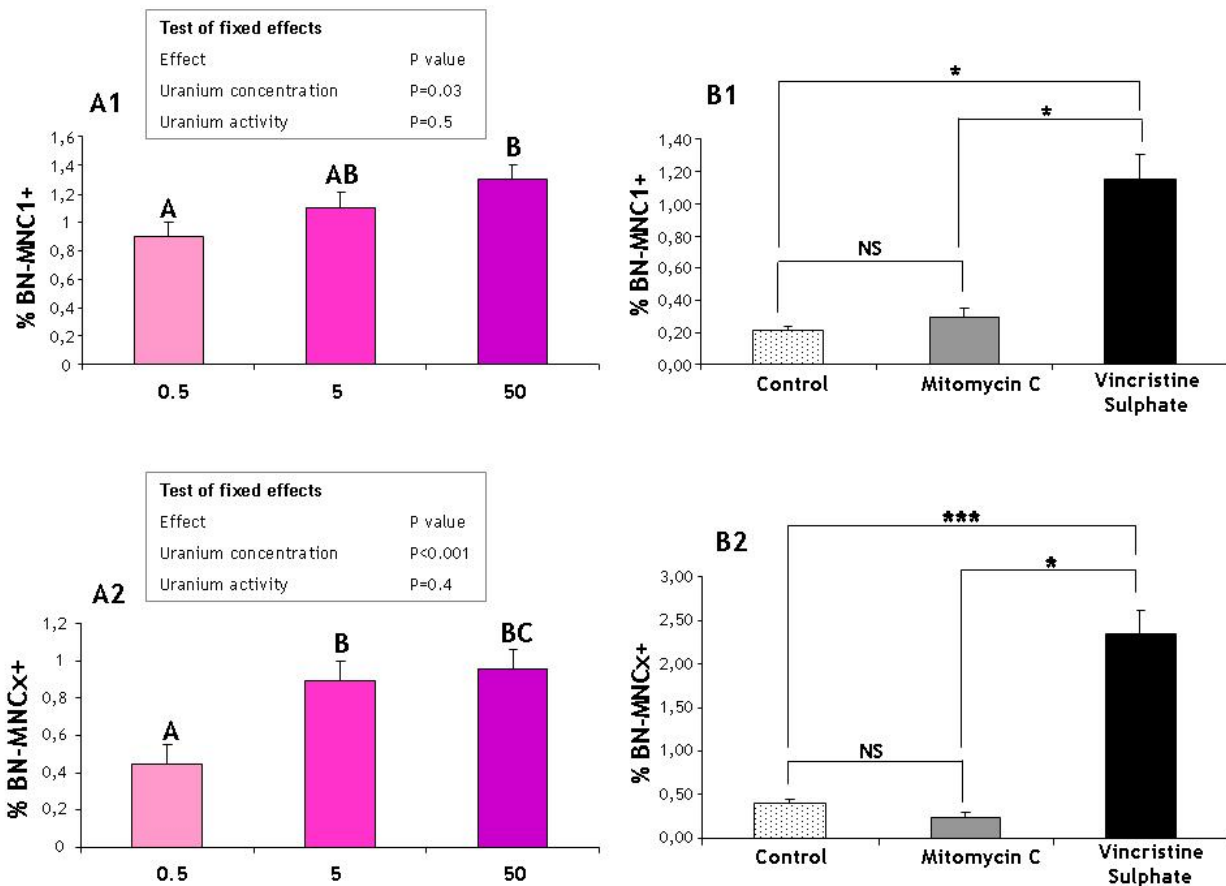 Test of fixed effects
Effect P value
Uranium concentration P=0.03
Uranium activity P=0.5
A1
% BN-MNC1+
1,6
1,4
1,2
1
0,8
0,6
0,4
0,2
0
A
AB
B
0.5 5 50
B1
% BN-MNC1+
1,40
1,20
1,00
0,80
0,60
0,40
0,20
0,00
*
*
NS
Control Mitomycin C Vincristine
Sulphate
Test of fixed effects
Effect P value
Uranium concentration P<0.001
Uranium activity P=0.4
A2
% BN-MNCx+
1,2
1
0,8
0,6
0,4
0,2
0
A
B
BC
0.5 5 50
B2
% BN-MNCx+
3,00
2,50
2,00
1,50
1,00
0,50
0,00
***
*
NS
Control Mitomycin C Vincristine
Sulphate